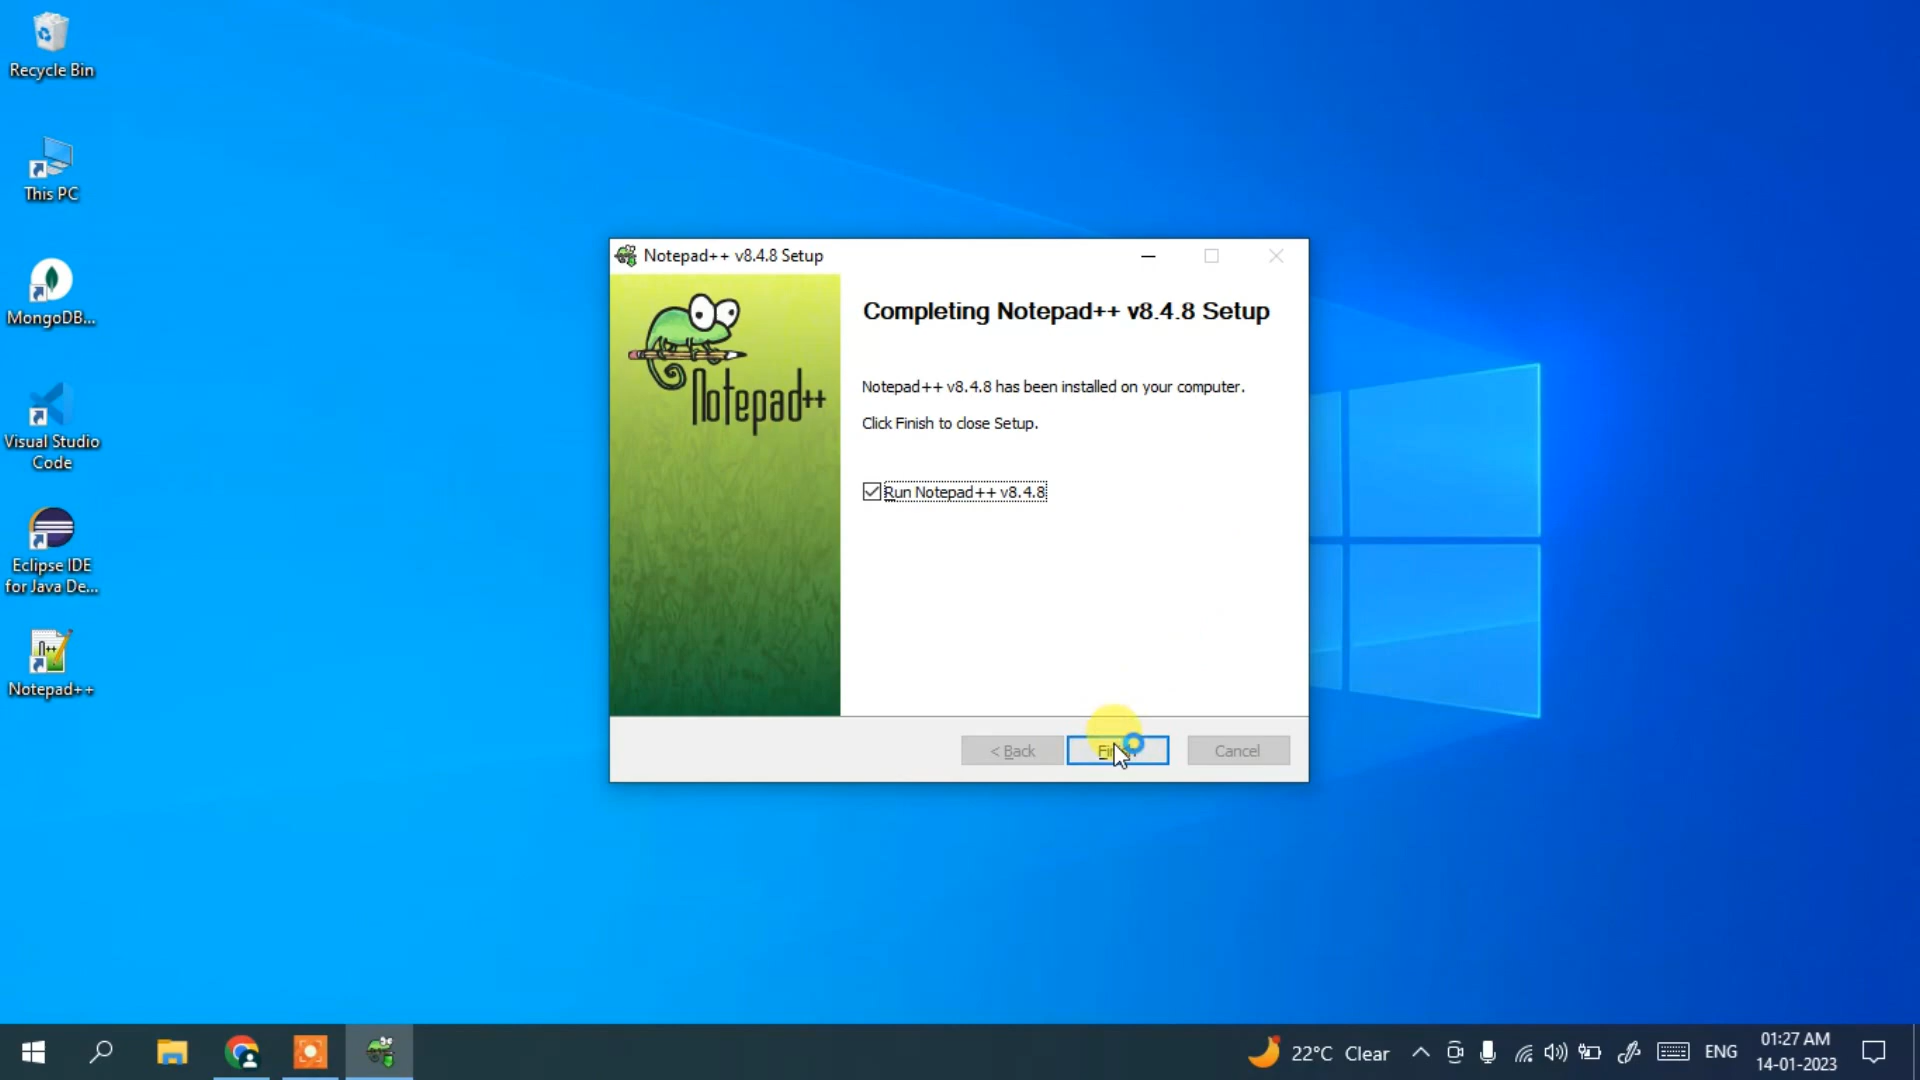 Recycle Bin
This PC
MongoDB...
Visual Studio
Code
Eclipse IDE
for Java De...
Notepad++
Notepad++ v8.4.8 Setup
Notepad++
Completing Notepad++ v8.4.8 Setup
Notepad++ v8.4.8 has been installed on your computer.
Click Finish to close Setup.
Run Notepad++ v8.4.8
< Back
Finish
Cancel
22°C Clear
ENG
01:27 AM
14-01-2023